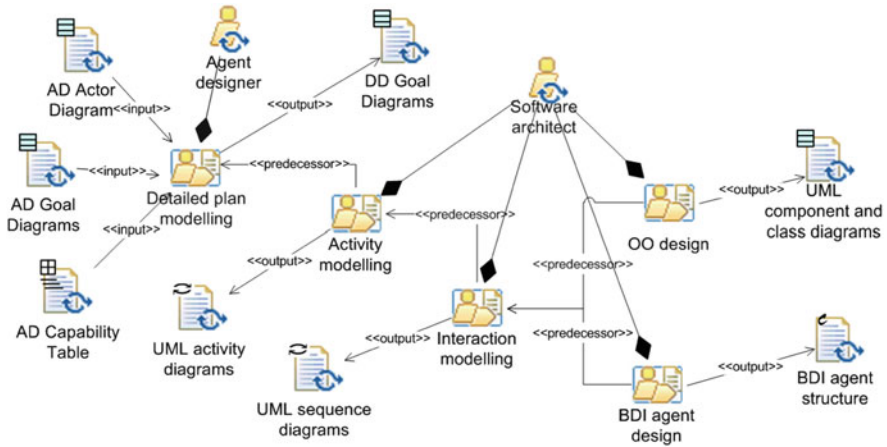 AD Actor
Diagram
Agent
designer
DD Goal
Diagrams
Software
architect
<<input>>
<<output>>
AD Goal
Diagrams
<<input>>
Detailed plan
modelling
<<predecessor>>
<<input>>
AD Capability
Table
Activity
modelling
<<predecessor>>
<<output>>
UML activity
diagrams
OO design
<<output>>
UML
component and
class diagrams
<<predecessor>>
Interaction
modelling
<<output>>
UML sequence
diagrams
<<predecessor>>
BDI agent
design
<<output>>
BDI agent
structure